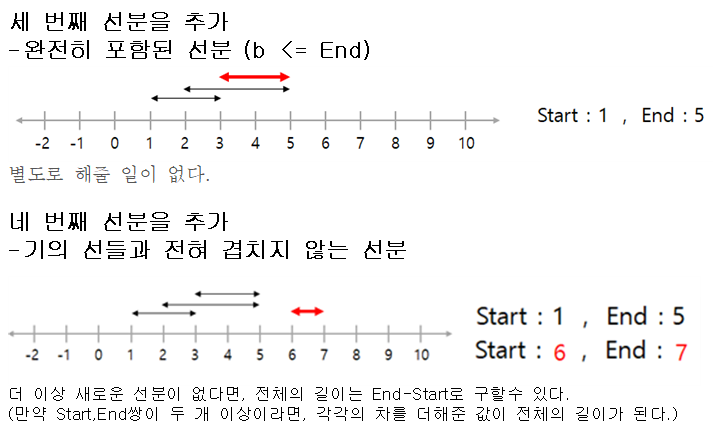 세 번째 선분을 추가
-완전히 포함된 선분 (b <= End)
Start : 1 , End : 5
-2 -1 0 1 2 3 4 5 6 7 8 9 10
별도로 해줄 일이 없다.
네 번째 선분을 추가
-기의 선들과 전혀 겹치지 않는 선분
Start : 1 , End : 5
Start : 6 , End : 7
-2 -1 0 1 2 3 4 5 6 7 8 9 10
더 이상 새로운 선분이 없다면, 전체의 길이는 End-Start로 구할수 있다.
(만약 Start,End쌍이 두 개 이상이라면, 각각의 차를 더해준 값이 전체의 길이가 된다.)